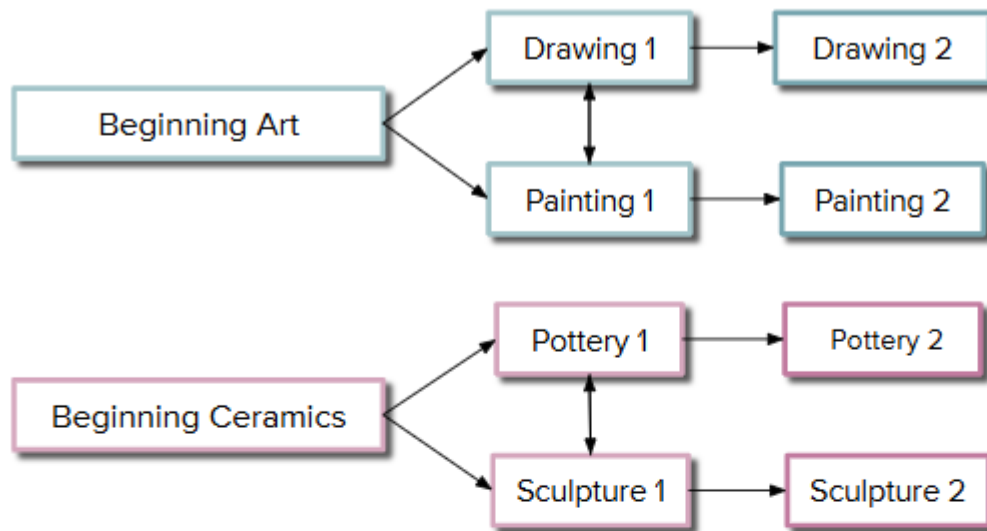 Drawing 1
Drawing 2
Beginning Art
Painting 1
Painting 2
Pottery 1
Pottery 2
Beginning Ceramics
Sculpture 1
Sculpture 2